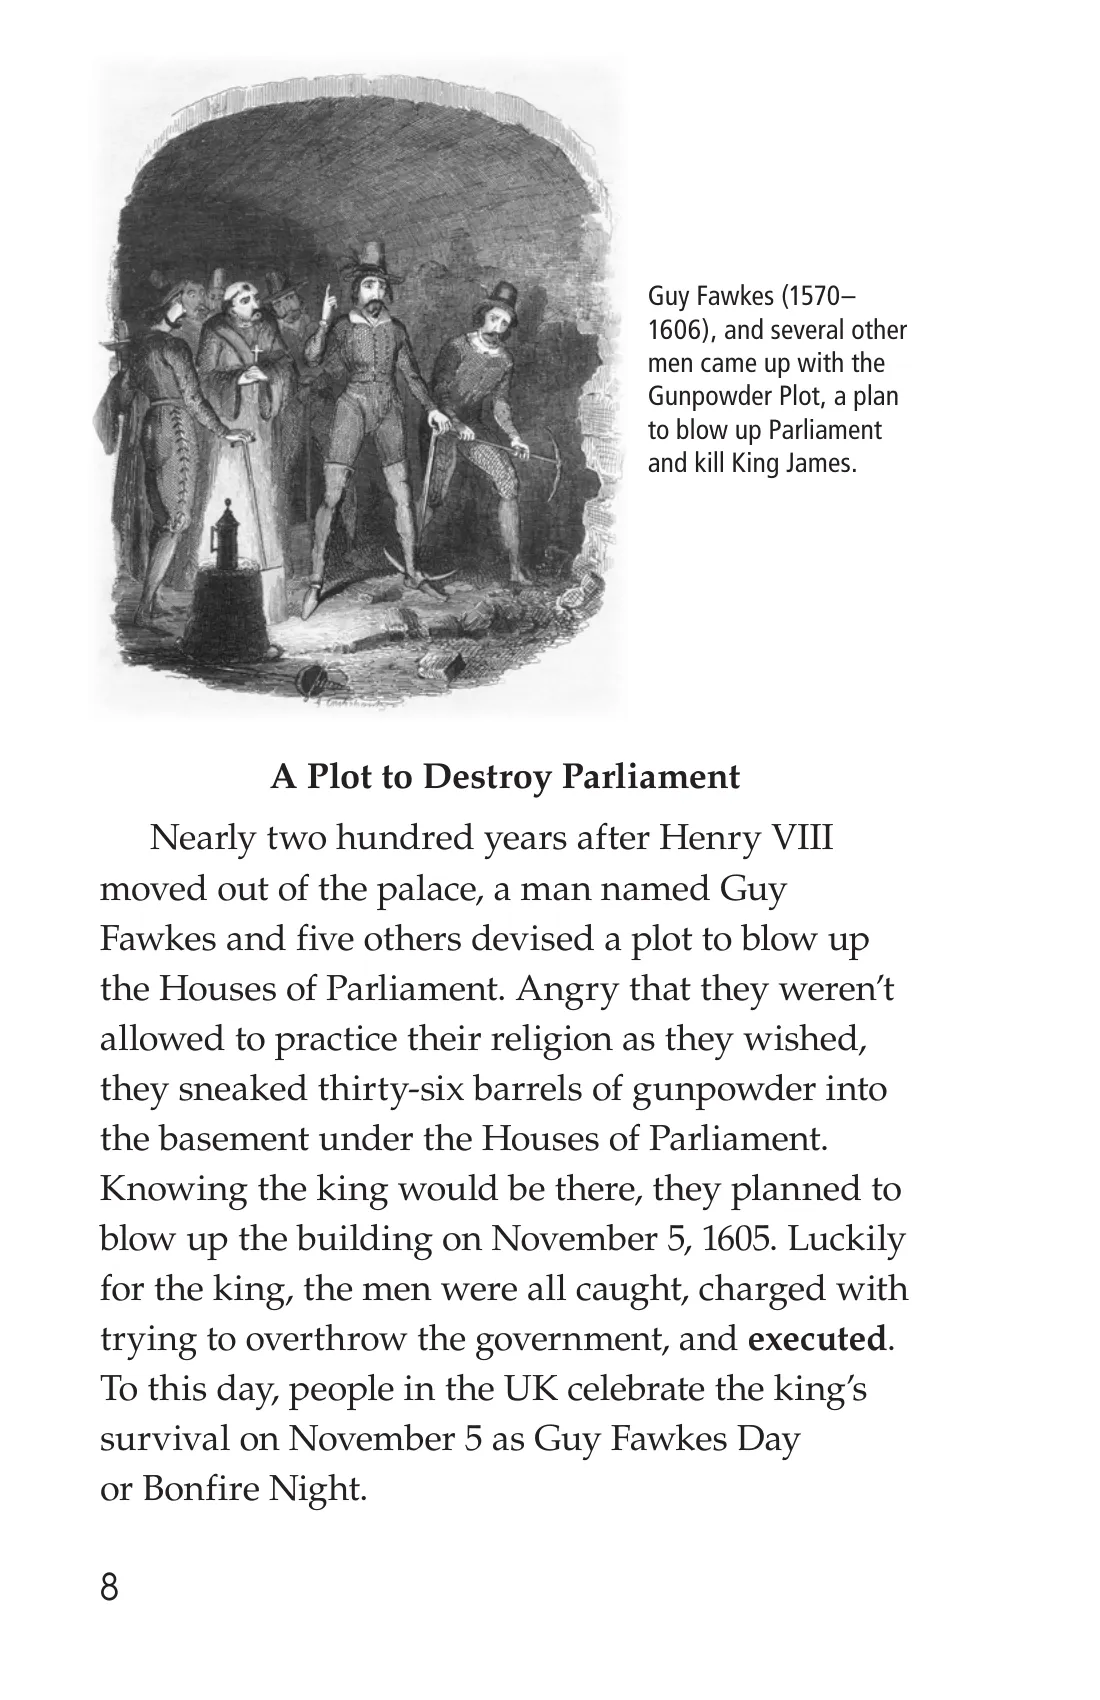 Guy Fawkes (1570–
1606), and several other
men came up with the
Gunpowder Plot, a plan
to blow up Parliament
and kill King James.
A Plot to Destroy Parliament
Nearly two hundred years after Henry VIII
moved out of the palace, a man named Guy
Fawkes and five others devised a plot to blow up
the Houses of Parliament. Angry that they weren’t
allowed to practice their religion as they wished,
they sneaked thirty-six barrels of gunpowder into
the basement under the Houses of Parliament.
Knowing the king would be there, they planned to
blow up the building on November 5, 1605. Luckily
for the king, the men were all caught, charged with
trying to overthrow the government, and executed.
To this day, people in the UK celebrate the king’s
survival on November 5 as Guy Fawkes Day
or Bonfire Night.
8